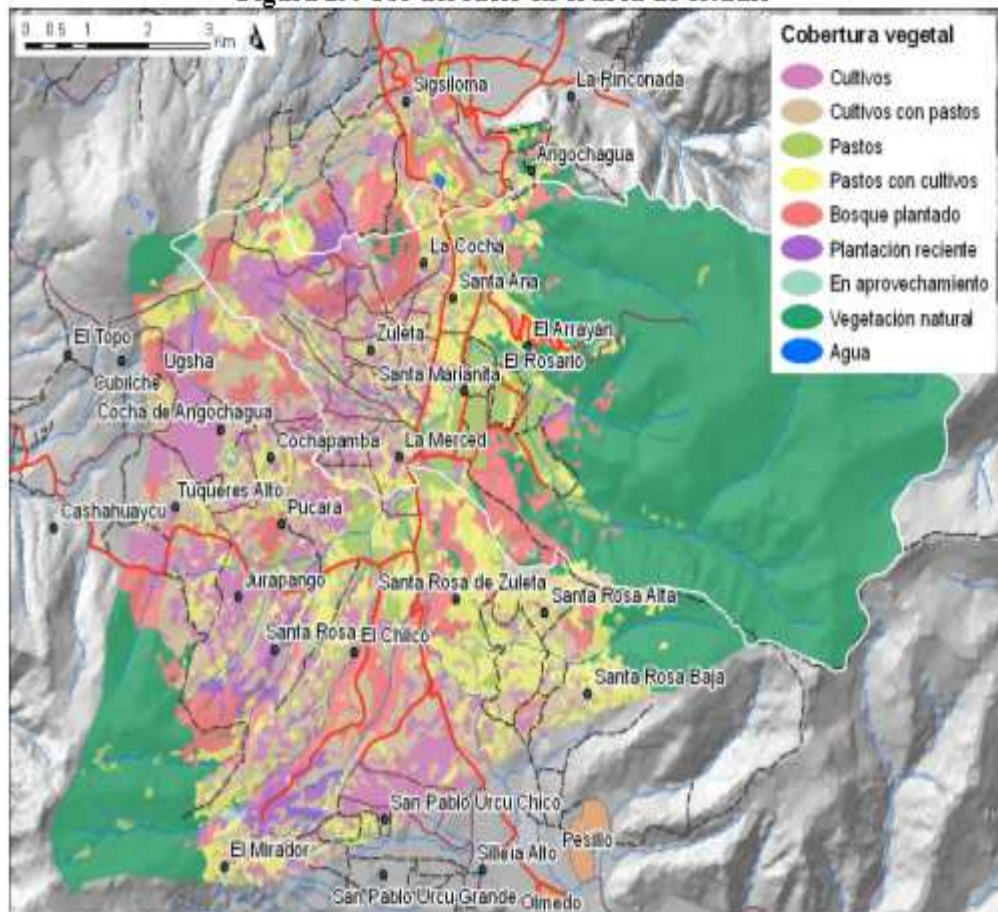 0 0.5 1 2 3 Km
Cobertura vegetal
Cultivos
Cultivos con pastos
Pastos
Pastos con cultivos
Bosque plantado
Plantación reciente
En aprovechamiento
Vegetación natural
Agua
Sigsiloma
La Rinconada
Angochagua
La Cocha
Santa Ana
El Arrayán
El Topo
Zuleta
El Rosario
Ugsha
Cubilche
Santa Marianita
Cocha de Angochagua
Cochapamba
La Merced
Tuqueres Alto
Cashahuaycu
Pucara
Jurapango
Santa Rosa de Zuleta
Santa Rosa Alta
Santa Rosa
El Chilco
Santa Rosa Baja
San Pablo Urcu Chico
Pesillo
El Mirador
San Pablo Urcu Grande
Olmedo